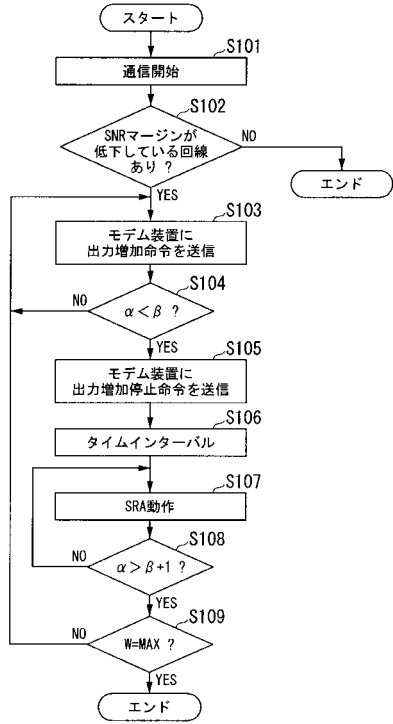 スタート
S101
通信開始
S102
SNRマージンが
低下している回線
あり ?
NO
エンド
YES
S103
モデム装置に
出力増加命令を送信
S104
NO
α<β ?
YES
S105
モデム装置に
出力増加停止命令を送信
S106
タイムインターバル
S107
SRA動作
S108
NO
α>β+1 ?
YES
S109
NO
W=MAX ?
YES
エンド